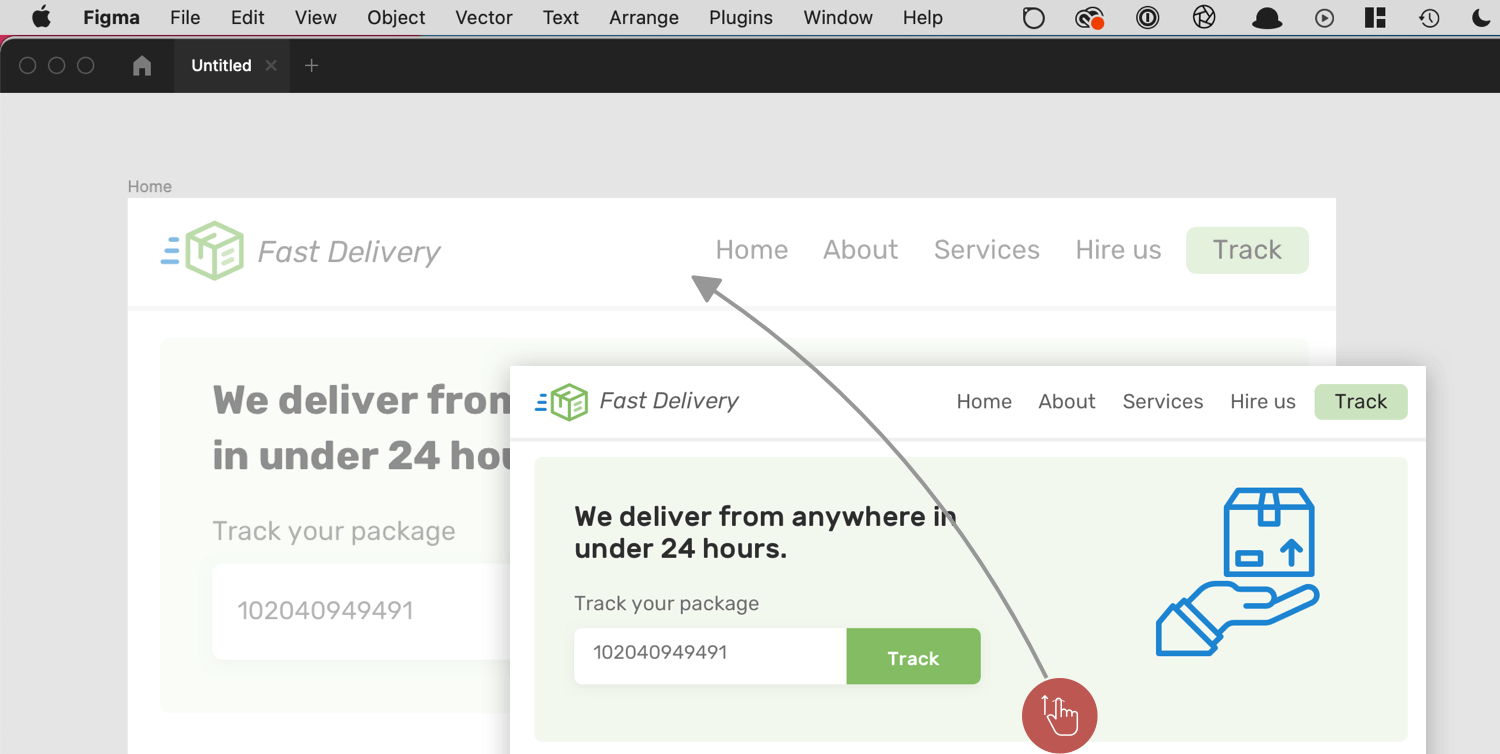 Figma File Edit View Object Vector Text Arrange Plugins Window Help
Untitled
Home
Fast Delivery
Home About Services Hire us Track
We deliver from
in under 24 hou
Track your package
102040949491
Fast Delivery
Home About Services Hire us Track
We deliver from anywhere in
under 24 hours.
Track your package
102040949491
Track